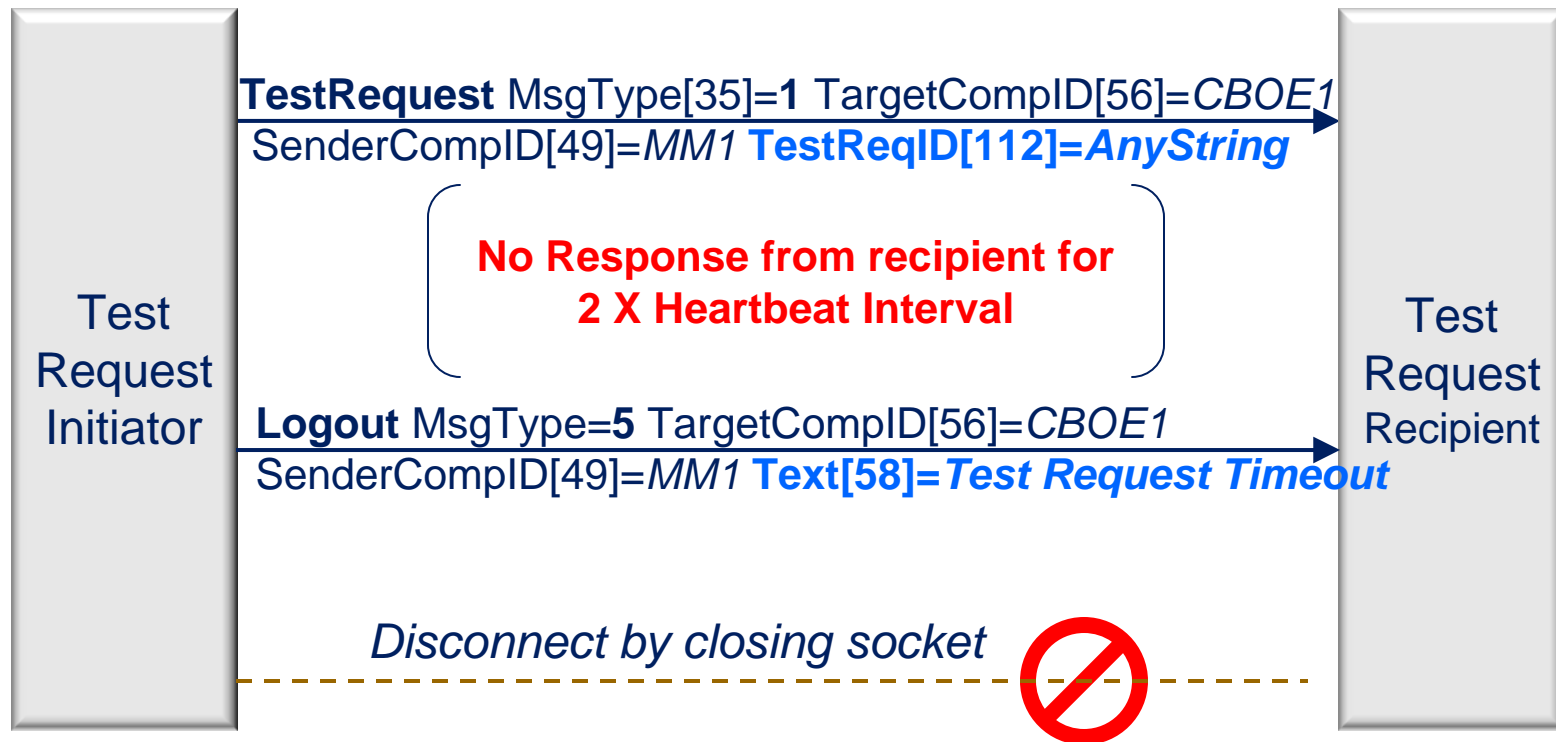 TestRequest MsgType[35]=1 TargetCompID[56]=CBOE1
SenderCompID[49]=MM1 TestReqID[112]=AnyString
No Response from recipient for
2 X Heartbeat Interval
Test
Request
Initiator
Test
Request
Recipient
Logout MsgType=5 TargetCompID[56]=CBOE1
SenderCompID[49]=MM1 Text[58]=Test Request Timeout
Disconnect by closing socket